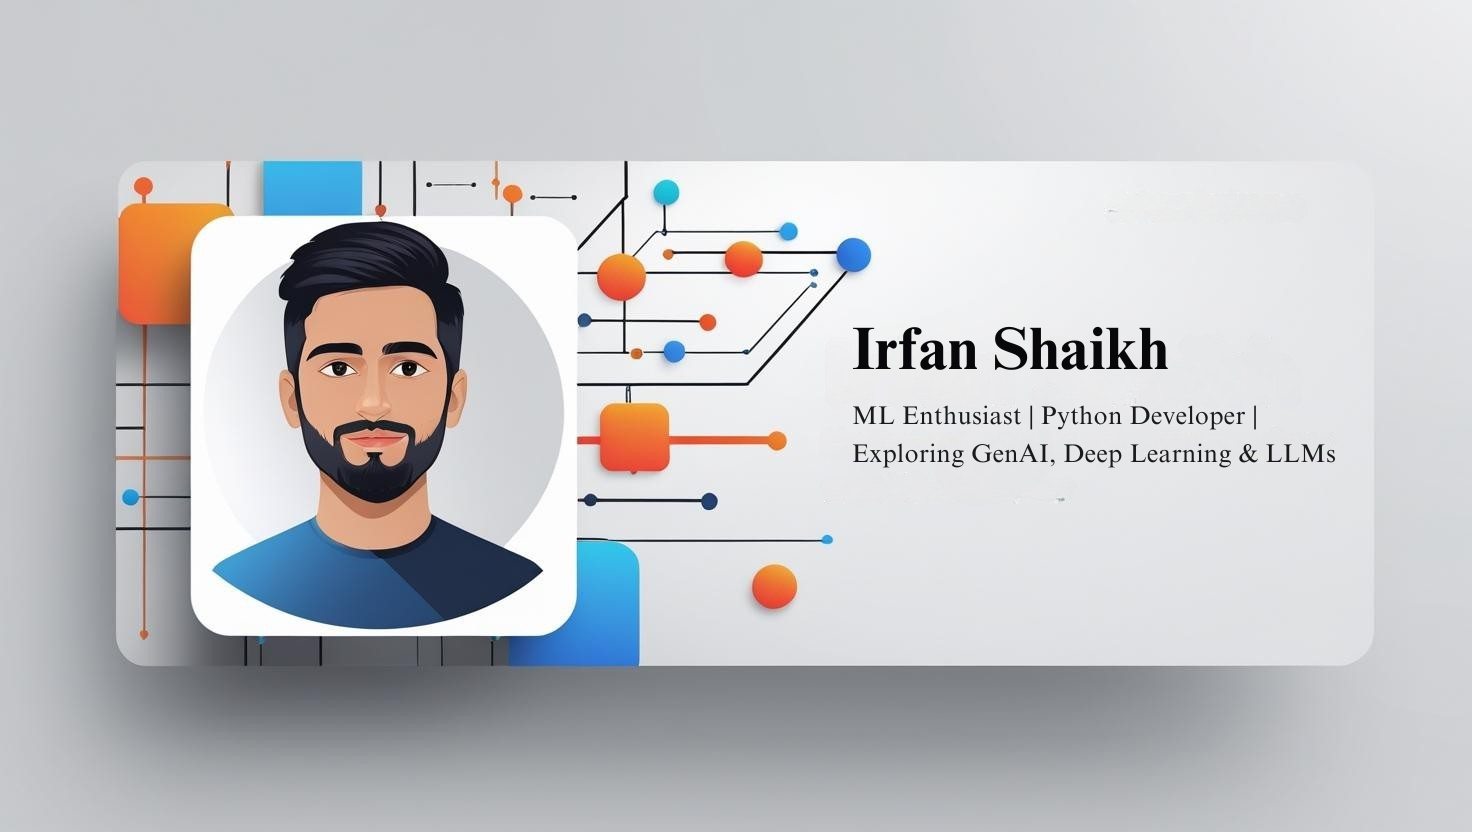 Irfan Shaikh
ML Enthusiast | Python Developer |
Exploring GenAI, Deep Learning & LLMs